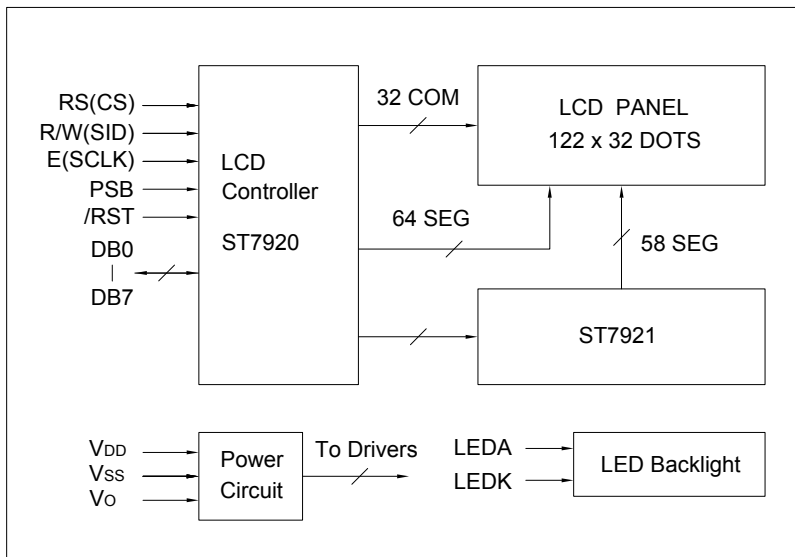 RS(CS)
R/W(SID)
E(SCLK)
PSB
/RST
DB0
DB7
LCD
Controller
ST7920
32 COM
64 SEG
LCD PANEL
122 x 32 DOTS
58 SEG
ST7921
VDD
VSS
VO
Power
Circuit
To Drivers
LEDA
LEDK
LED Backlight